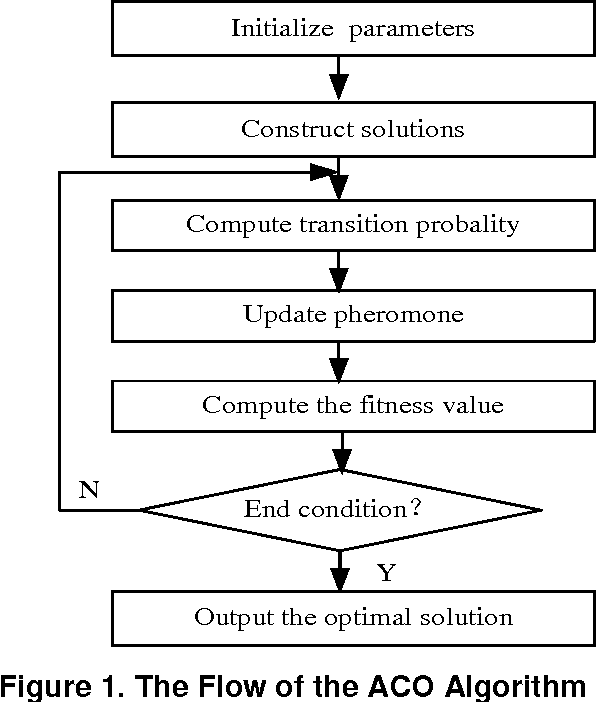 Initialize parameters
Construct solutions
Compute transition probality
Update pheromone
Compute the fitness value
N
End condition?
Y
Output the optimal solution
Figure 1. The Flow of the ACO Algorithm